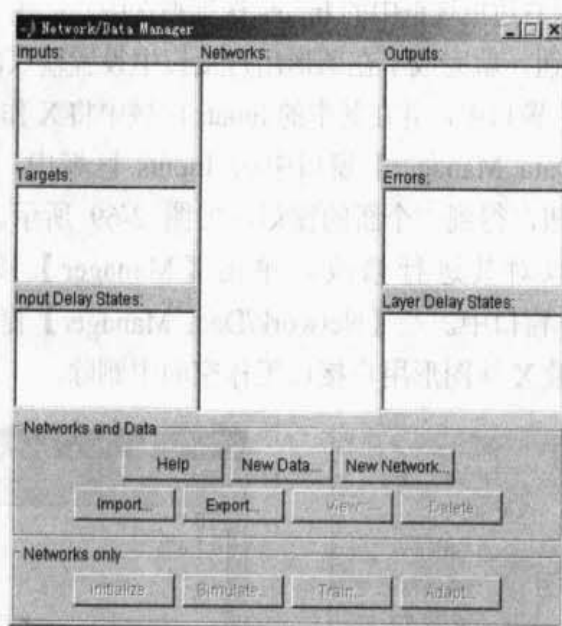 Network/Data Manager
Inputs:
Networks:
Outputs:
Targets:
Errors:
Input Delay States:
Layer Delay States:
Networks and Data
Help
New Data...
New Network...
Import...
Export...
View...
Delete
Networks only
Initialize...
Simulate...
Train...
Adapt...